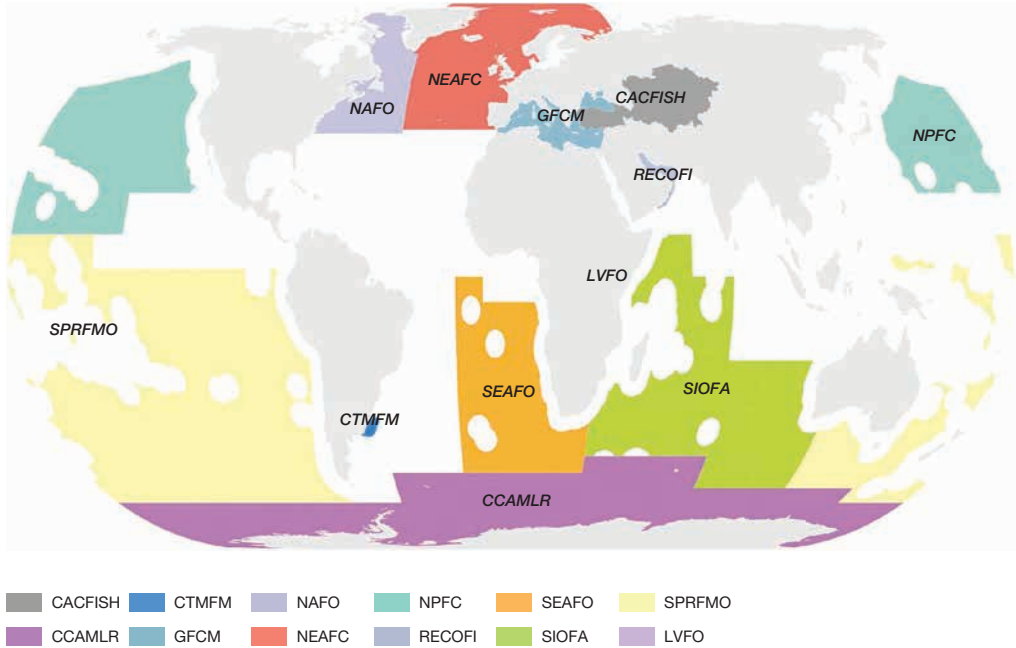 NEAFC
NAFO
CACFISH
GFCM
NPFC
RECOFI
LVFO
SPRFMO
SEAFO
SIOFA
CTMFM
CCAMLR
CACFISH CTMFM NAFO NPFC SEAFO SPRFMO
CCAMLR GFCM NEAFC RECOFI SIOFA LVFO